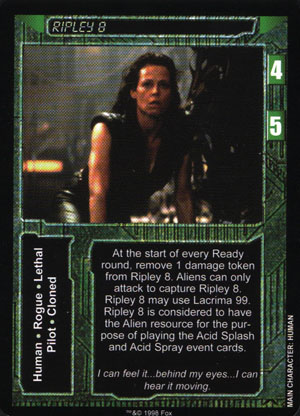 RIPLEY 8
4
5
Human • Rogue • Lethal
Pilot • Cloned
At the start of every Ready
round, remove 1 damage token
from Ripley 8. Aliens can only
attack to capture Ripley 8.
Ripley 8 may use Lacrima 99.
Ripley 8 is considered to have
the Alien resource for the pur-
pose of playing the Acid Splash
and Acid Spray event cards.
I can feel it...behind my eyes...I can
hear it moving.
MAIN CHARACTER: HUMAN
™&© 1998 Fox